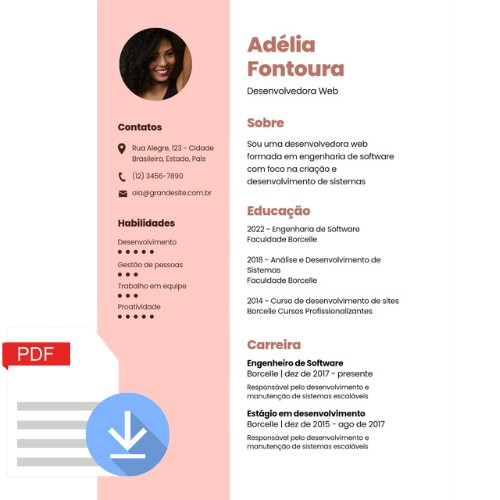 Adélia
Fontoura
Desenvolvedora Web
Contatos
Rua Alegre, 123 - Cidade
Brasileira, Estado, País
(12) 3456-7890
ola@grandesite.com.br
Habilidades
Desenvolvimento
Gestão de pessoas
Trabalho em equipe
Proatividade
Sobre
Sou uma desenvolvedora web
formada em engenharia de software
com foco na criação e
desenvolvimento de sistemas
Educação
2022 - Engenharia de Software
Faculdade Borcelle
2018 - Análise e Desenvolvimento de
Sistemas
Faculdade Borcelle
2014 - Curso de desenvolvimento de sites
Borcelle Cursos Profissionalizantes
Carreira
Engenheiro de Software
Borcelle | dez de 2017 - presente
Responsável pelo desenvolvimento e
manutenção de sistemas escaláveis
Estágio em desenvolvimento
Borcelle | dez de 2015 - ago de 2017
Responsável pelo desenvolvimento e
manutenção de sistemas escaláveis
PDF